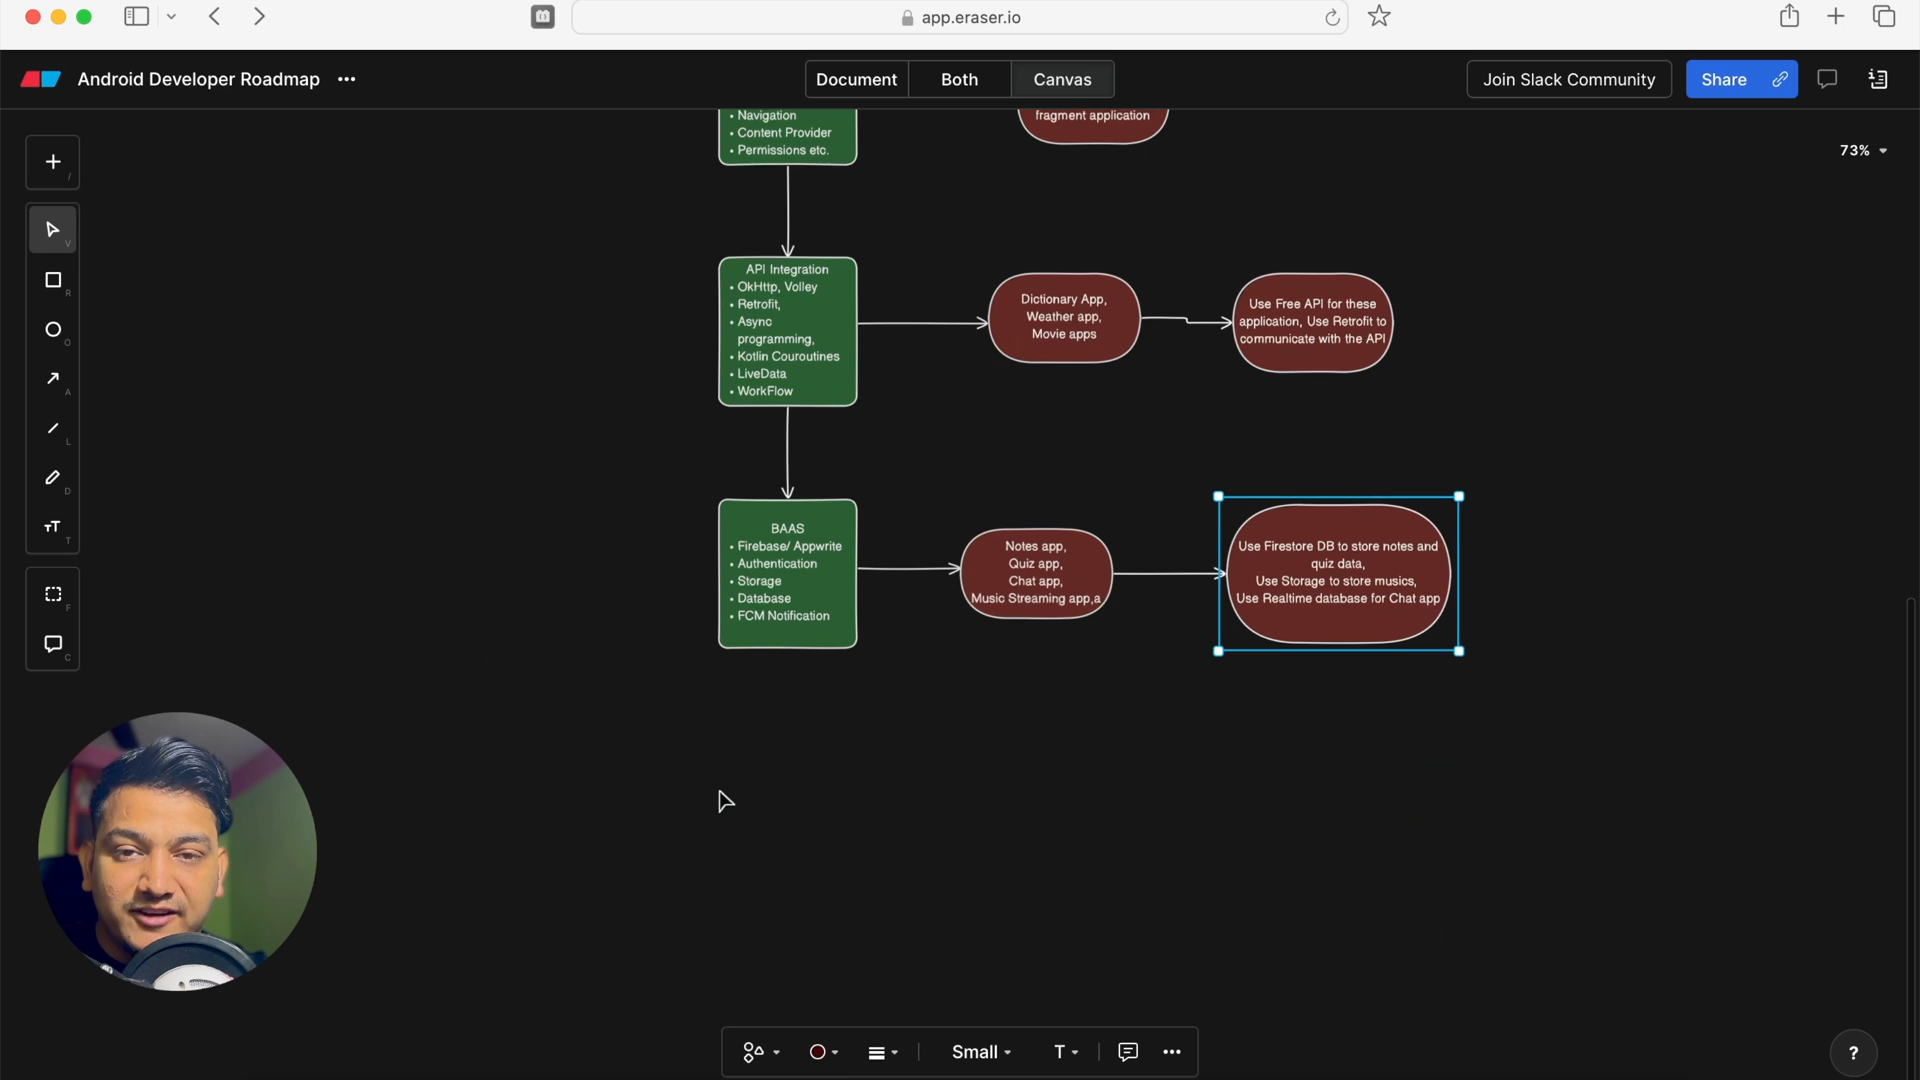 app.eraser.io
Android Developer Roadmap
Document
Both
Canvas
Join Slack Community
Share
73%
• Navigation
• Content Provider
• Permissions etc.
fragment application
API Integration
• OkHttp, Volley
• Retrofit,
• Async
programming,
• Kotlin Couroutines
• LiveData
• WorkFlow
Dictionary App,
Weather app,
Movie apps
Use Free API for these
application, Use Retrofit to
communicate with the API
BAAS
• Firebase/ Appwrite
• Authentication
• Storage
• Database
• FCM Notification
Notes app,
Quiz app,
Chat app,
Music Streaming app,a
Use Firestore DB to store notes and
quiz data,
Use Storage to store musics,
Use Realtime database for Chat app
/
V
R
O
A
L
D
TT
T
F
C
Small
T
?